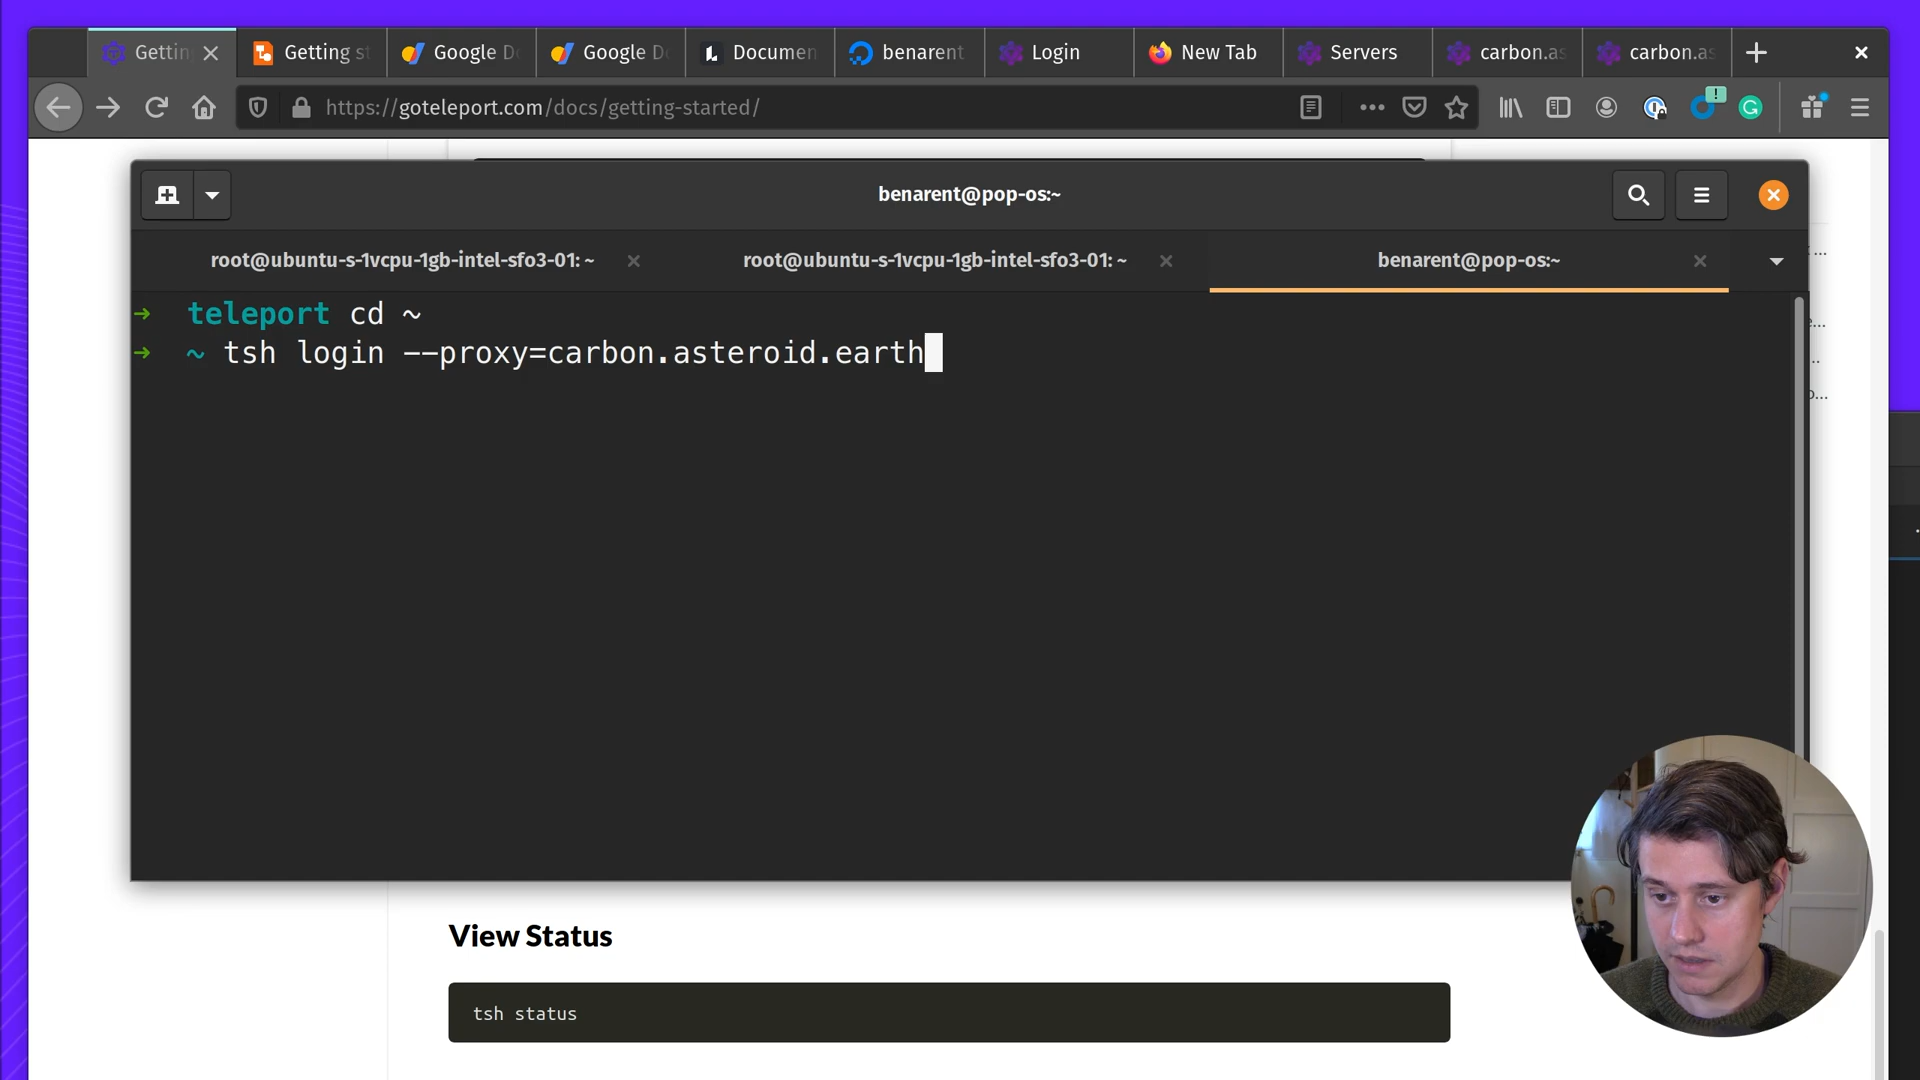 Getting
Getting st
Google D
Google Do
Documen
benarent
Login
New Tab
Servers
carbon.as
carbon.as
https://goteleport.com/docs/getting-started/
benarent@pop-os:~
root@ubuntu-s-1vcpu-1gb-intel-sfo3-01: ~
root@ubuntu-s-1vcpu-1gb-intel-sfo3-01: ~
benarent@pop-os:~
→ teleport cd ~
→ ~ tsh login --proxy=carbon.asteroid.earth
View Status
tsh status